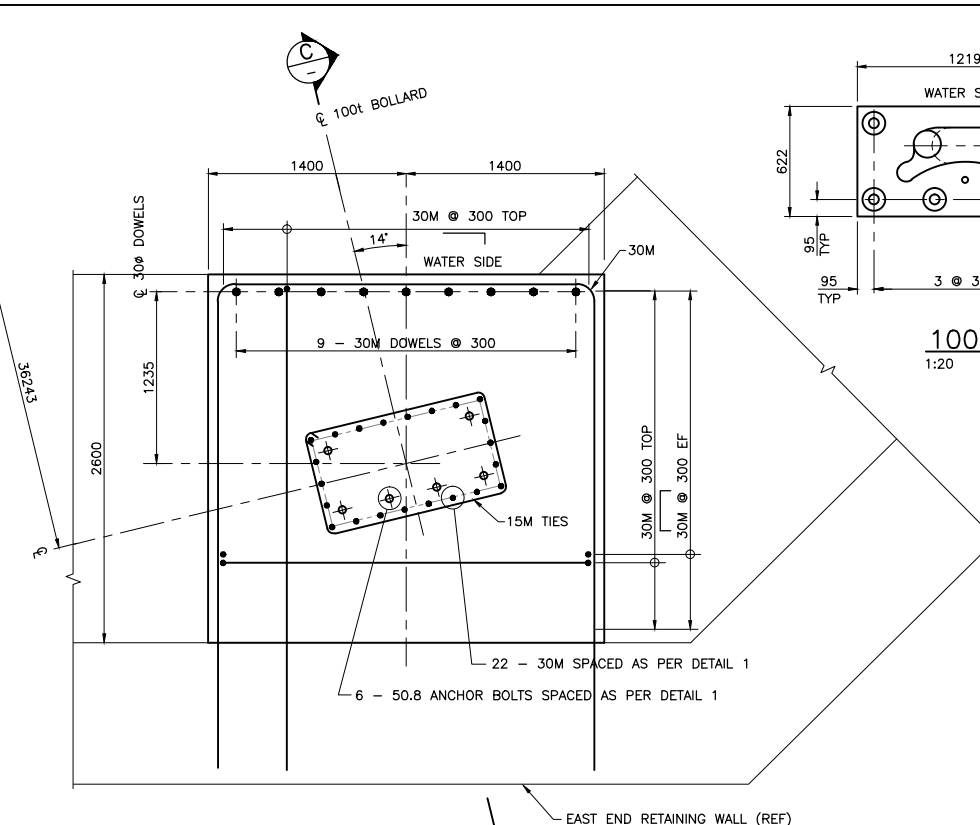 C
–
℄ 100t BOLLARD
1219
WATER S
1400
1400
622
℄ 30ø DOWELS
30M @ 300 TOP
14°
WATER SIDE
30M
95
TYP
95
TYP
3 @ 3
100
1:20
9 – 30M DOWELS @ 300
1235
36243
2600
30M @ 300 TOP
30M @ 300 EF
15M TIES
℄
22 – 30M SPACED AS PER DETAIL 1
6 – 50.8 ANCHOR BOLTS SPACED AS PER DETAIL 1
EAST END RETAINING WALL (REF)